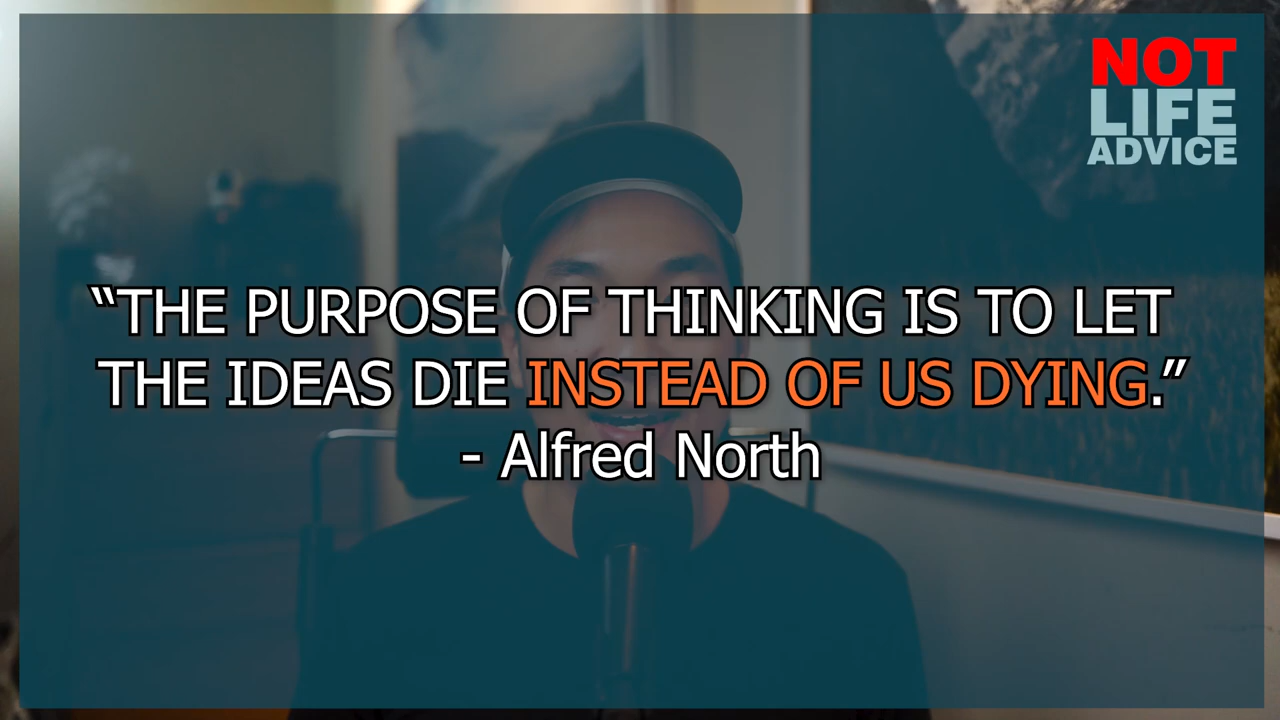 NOT
LIFE
ADVICE
“THE PURPOSE OF THINKING IS TO LET
THE IDEAS DIE INSTEAD OF US DYING.”
- Alfred North